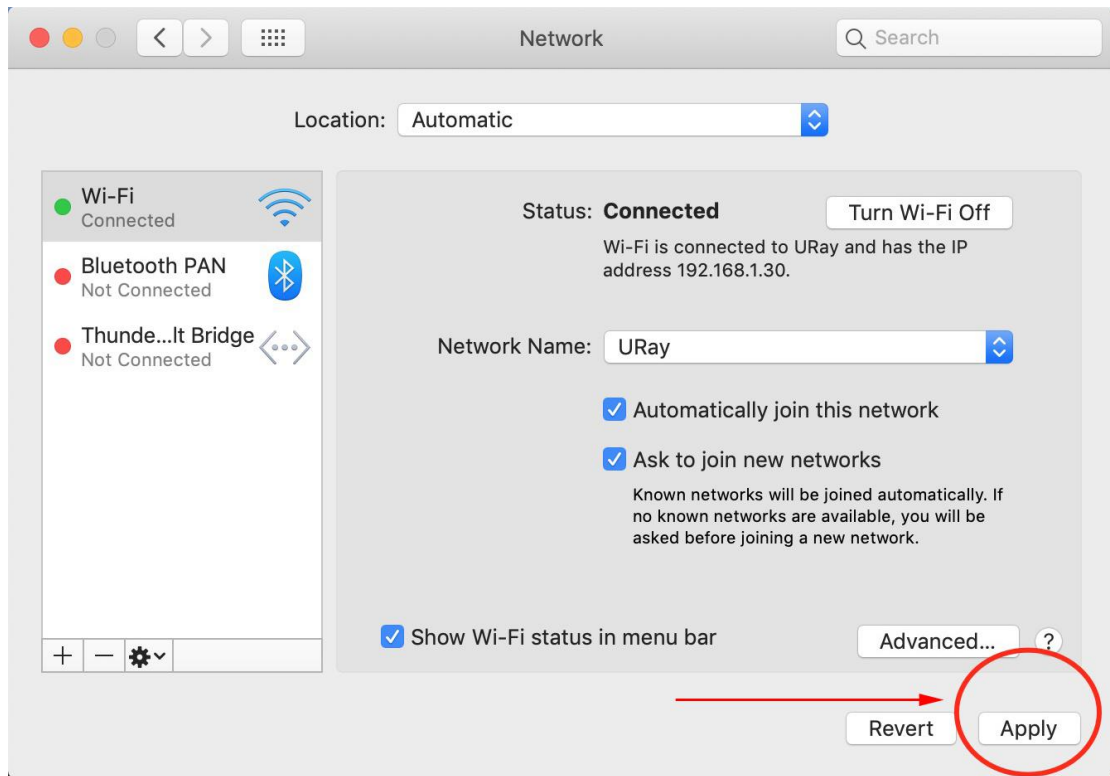 Network
Search
Location: Automatic
Wi-Fi
Connected
Bluetooth PAN
Not Connected
Thunde...lt Bridge
Not Connected
Status: Connected
Turn Wi-Fi Off
Wi-Fi is connected to URay and has the IP
address 192.168.1.30.
Network Name: URay
Automatically join this network
Ask to join new networks
Known networks will be joined automatically. If
no known networks are available, you will be
asked before joining a new network.
Show Wi-Fi status in menu bar
Advanced...
?
Revert
Apply